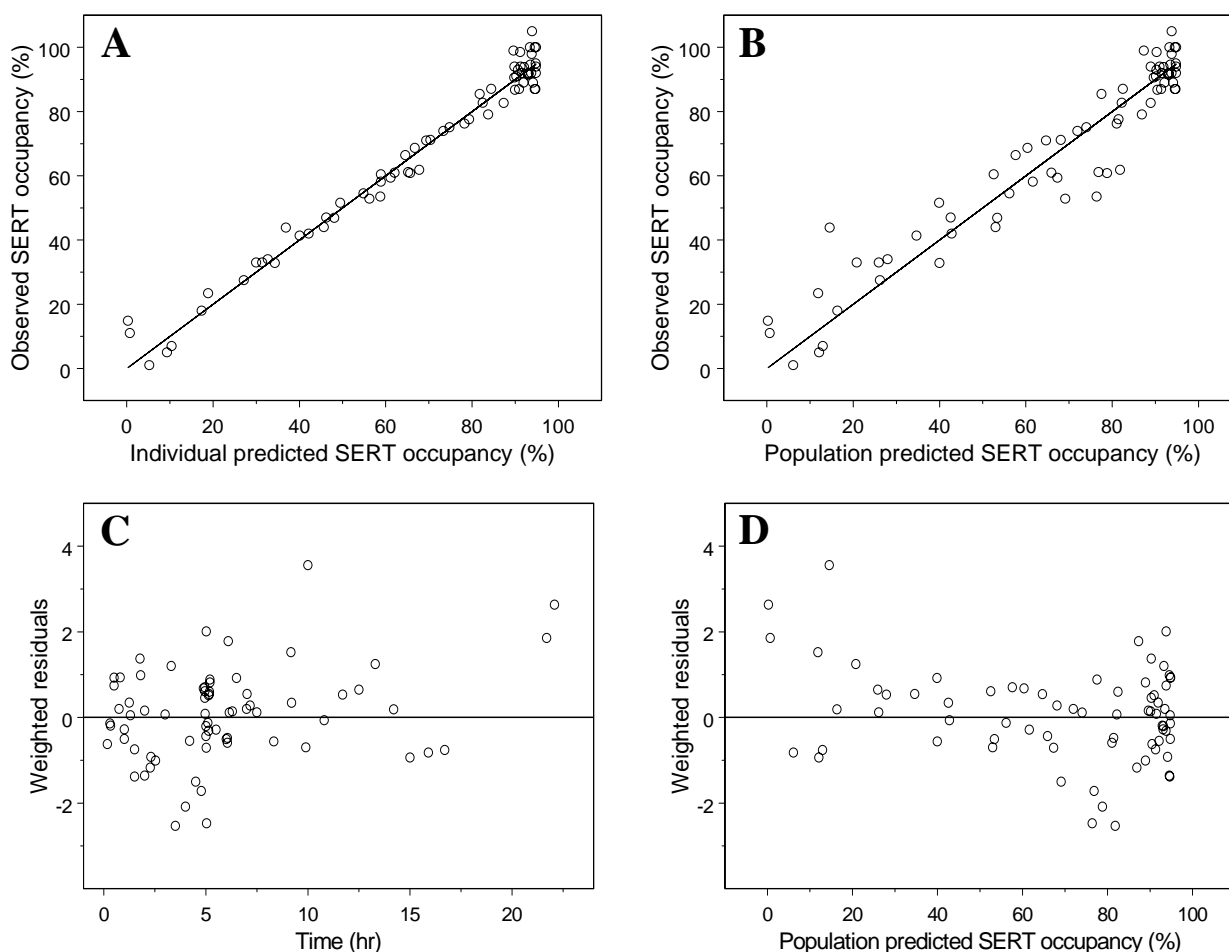 A
Observed SERT occupancy (%)
100
80
60
40
20
0
0 20 40 60 80 100
Individual predicted SERT occupancy (%)
B
Observed SERT occupancy (%)
100
80
60
40
20
0
0 20 40 60 80 100
Population predicted SERT occupancy (%)
C
Weighted residuals
4
2
0
-2
0 5 10 15 20
Time (hr)
D
Weighted residuals
4
2
0
-2
0 20 40 60 80 100
Population predicted SERT occupancy (%)